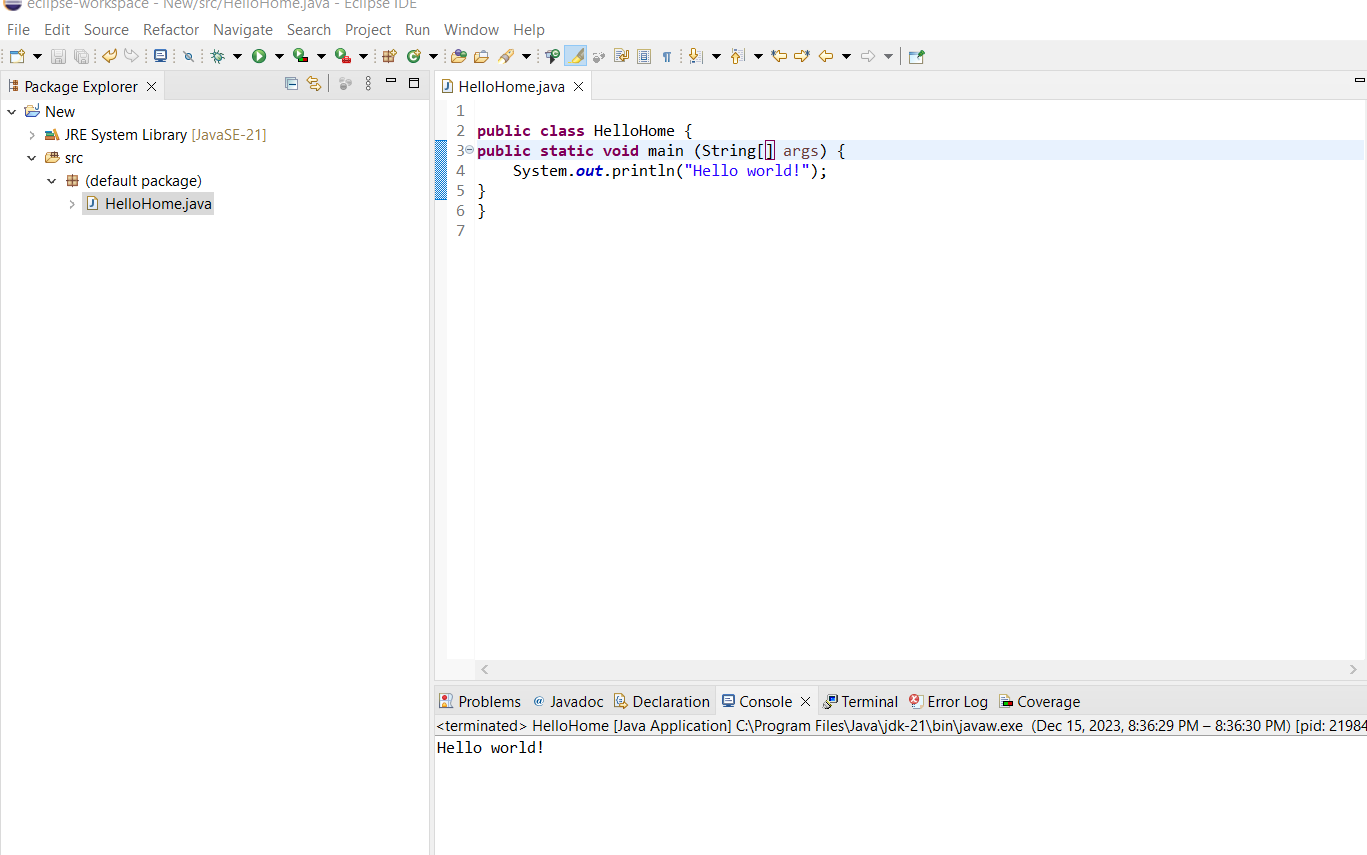 eclipse-workspace - New/src/HelloHome.java - Eclipse IDE
File Edit Source Refactor Navigate Search Project Run Window Help
Package Explorer
New
JRE System Library [JavaSE-21]
src
(default package)
HelloHome.java
HelloHome.java
1
2 public class HelloHome {
3 public static void main (String[] args) {
4 System.out.println("Hello world!");
5 }
6 }
7
Problems @ Javadoc Declaration Console Terminal Error Log Coverage
<terminated> HelloHome [Java Application] C:\Program Files\Java\jdk-21\bin\javaw.exe (Dec 15, 2023, 8:36:29 PM – 8:36:30 PM) [pid: 21984
Hello world!